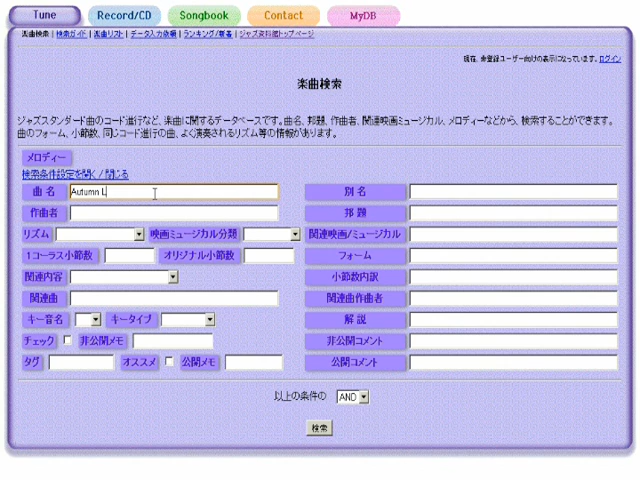 Tune Record/CD Songbook Contact MyDB
楽曲検索 | 検索ガイド | 楽曲リスト | データ入力依頼 | ランキング/新着 | ジャズ資料館トップページ
現在、未登録ユーザー向けの表示になっています。ログイン
楽曲検索
ジャズスタンダード曲のコード進行など、楽曲に関するデータベースです。曲名、邦題、作曲者、関連映画ミュージカル、メロディーなどから、検索することができます。
曲のフォーム、小節数、同じコード進行の曲、よく演奏されるリズム等の情報があります。
メロディー
検索条件設定を開く/閉じる
曲 名 Autumn L 別 名
作曲者 邦 題
リズム 映画ミュージカル分類 関連映画/ミュージカル
1コーラス小節数 オリジナル小節数 フォーム
関連内容 小節数内訳
関連曲 関連曲作曲者
キー音名 キータイプ 解 説
チェック 非公開メモ 非公開コメント
タグ オススメ 公開メモ 公開コメント
以上の条件の AND
検索